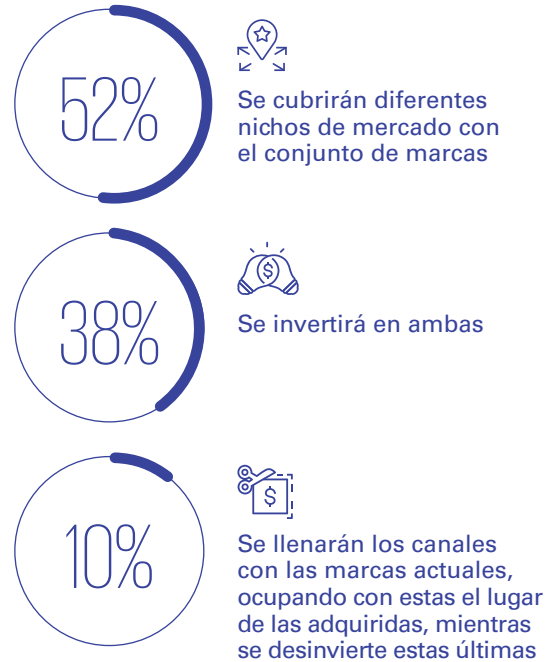 52%
Se cubrirán diferentes
nichos de mercado con
el conjunto de marcas
38%
$
Se invertirá en ambas
10%
$
Se llenarán los canales
con las marcas actuales,
ocupando con estas el lugar
de las adquiridas, mientras
se desinvierte estas últimas